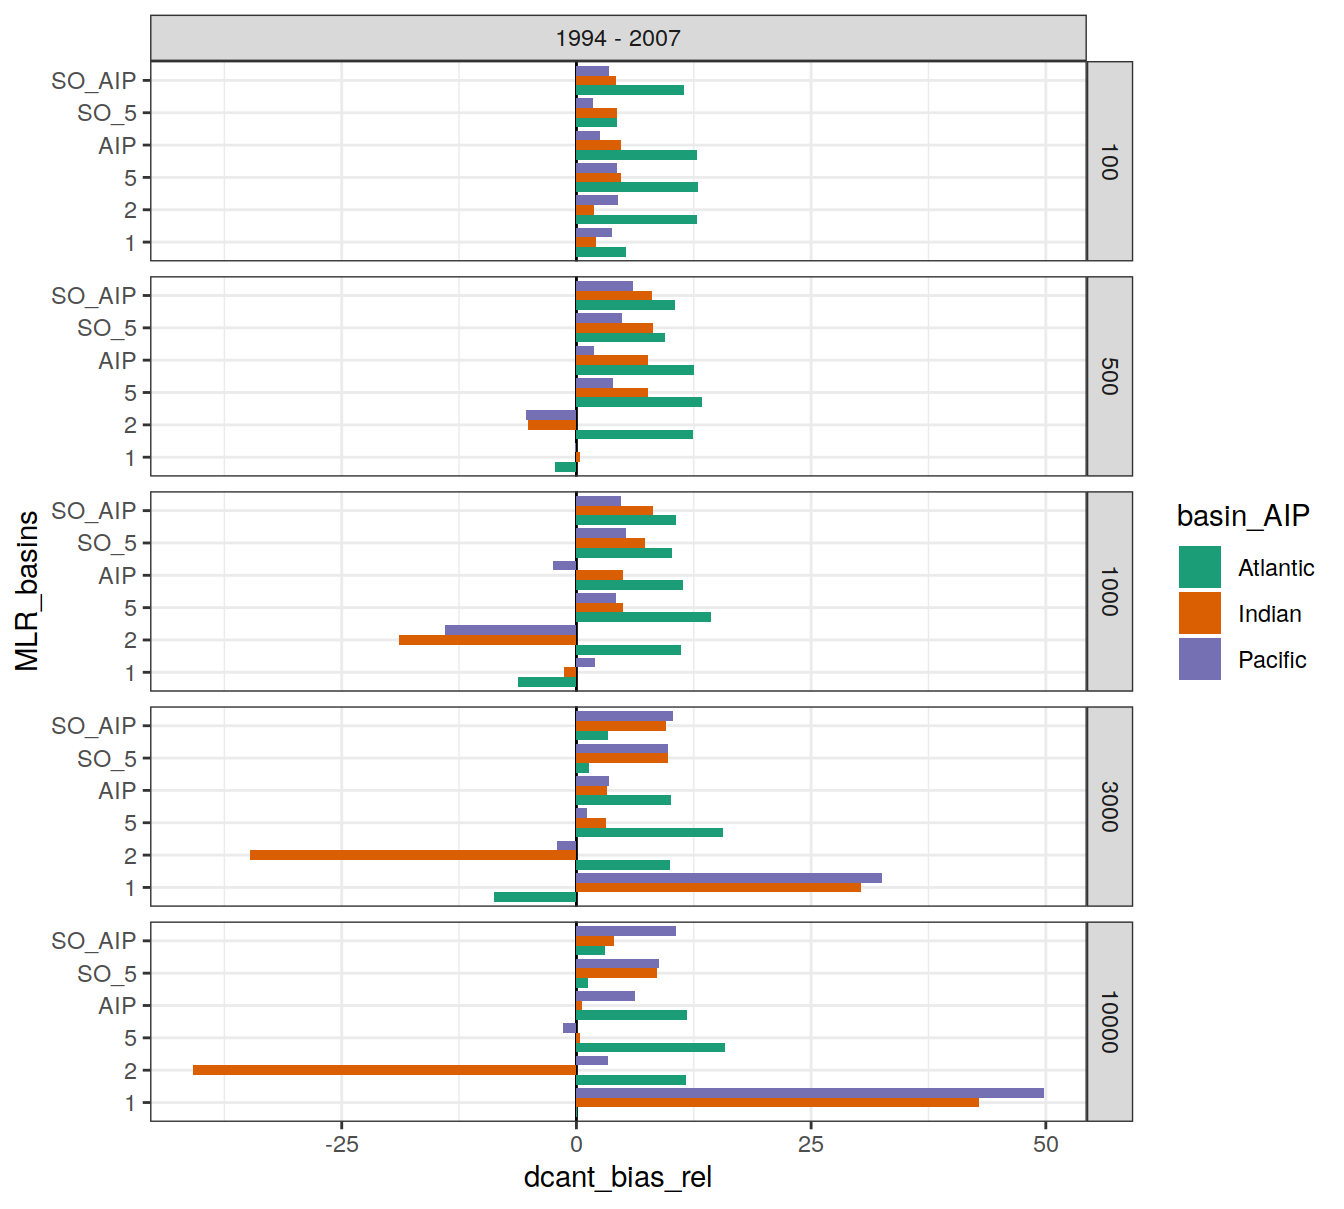 1994 - 2007
SO_AIP
SO_5
AIP
5
2
1
100
SO_AIP
SO_5
AIP
5
2
1
500
SO_AIP
SO_5
AIP
5
2
1
1000
SO_AIP
SO_5
AIP
5
2
1
3000
SO_AIP
SO_5
AIP
5
2
1
10000
-25 0 25 50
dcant_bias_rel
MLR_basins
basin_AIP
Atlantic
Indian
Pacific